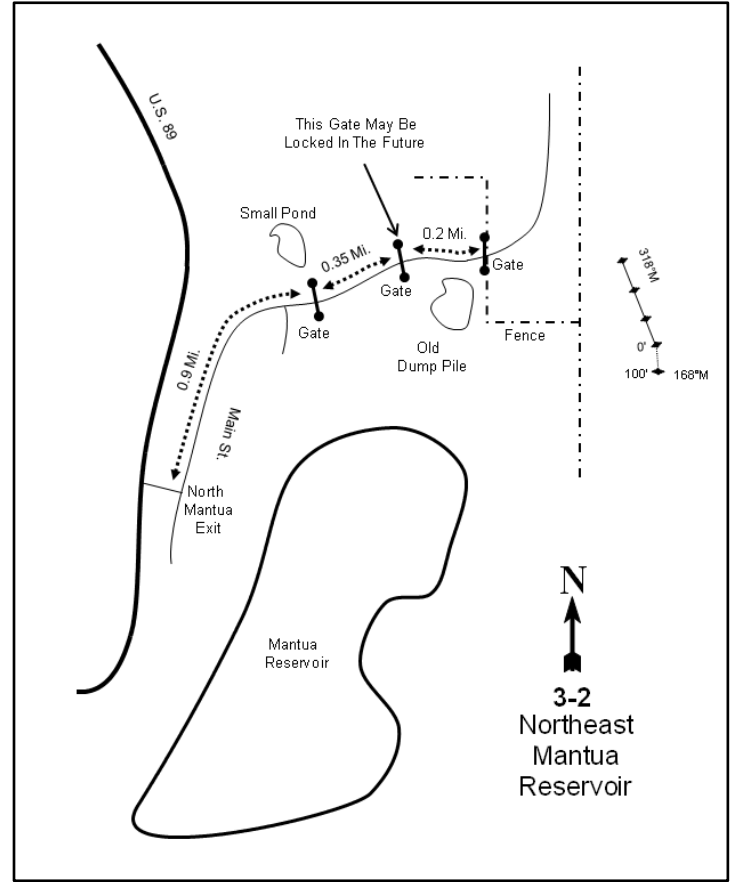 U.S. 89
This Gate May Be
Locked In The Future
Small Pond
0.2 Mi.
0.35 Mi.
Gate
318°M
Gate
Gate
Old
Dump Pile
Fence
0'
100'
168°M
0.9 Mi.
Main St.
North
Mantua
Exit
Mantua
Reservoir
N
3-2
Northeast
Mantua
Reservoir